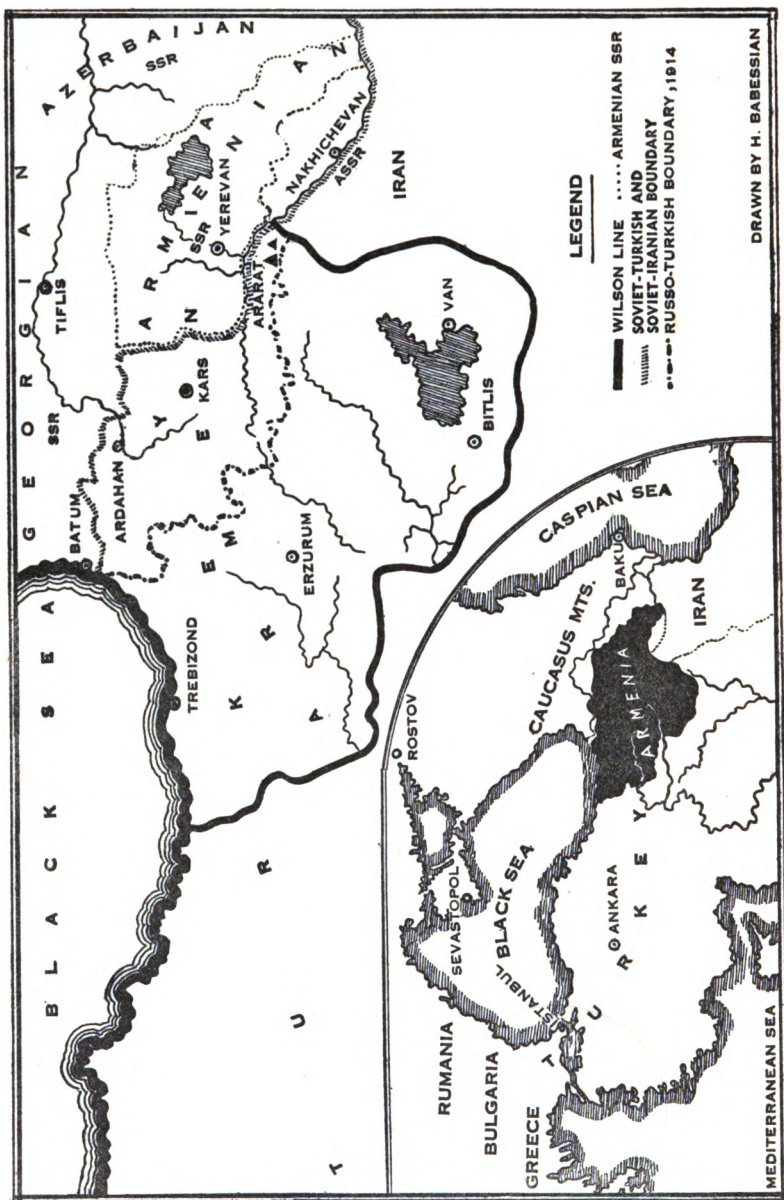 BLACK SEA
GEORGIAN
SSR
AZERBAIJAN
SSR
BATUM
TIFLIS
ARDAHAN
TREBIZOND
KARS
ARMENIAN
SSR
YEREVAN
ARMENIA
NAKHICHEVAN
ASSR
ARARAT
ERZURUM
IRAN
VAN
BITLIS
TURKEY
LEGEND
WILSON LINE ..... ARMENIAN SSR
SOVIET-TURKISH AND
SOVIET-IRANIAN BOUNDARY
RUSSO-TURKISH BOUNDARY, 1914
DRAWN BY H. BABESSIAN
ROSTOV
CASPIAN SEA
CAUCASUS MTS.
BAKU
SEVASTOPOL
RUMANIA
BLACK SEA
BULGARIA
ISTANBUL
ARMENIA
IRAN
GREECE
ANKARA
TURKEY
MEDITERRANEAN SEA